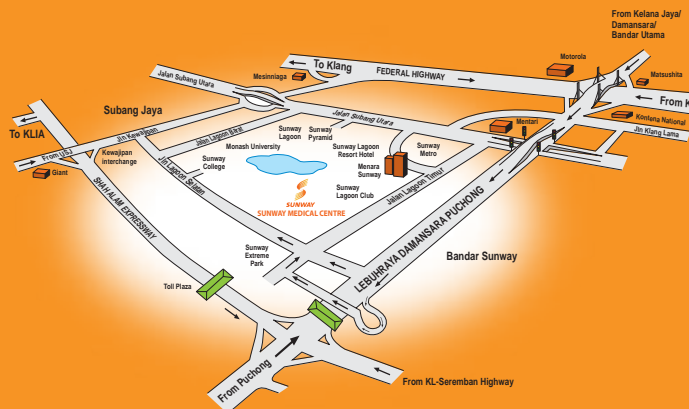 From Kelana Jaya/
Damansara/
Bandar Utama
Motorola
To Klang
FEDERAL HIGHWAY
Matsushita
Mesinniaga
Jalan Subang Utara
From K
Subang Jaya
Kontena National
Jalan Subang Utara
Mentari
Jln Klang Lama
To KLIA
Jln Kewajipan
Jalan Lagoon Barat
Sunway
Lagoon
Sunway
Pyramid
Monash University
Sunway Lagoon
Resort Hotel
Sunway
Metro
From USJ
Kewajipan
interchange
Giant
Sunway
College
Menara
Sunway
Jln Lagoon Selatan
Sunway
Lagoon Club
Jalan Lagoon Timur
SUNWAY
SUNWAY MEDICAL CENTRE
SHAH ALAM EXPRESSWAY
LEBUHRAYA DAMANSARA PUCHONG
Sunway
Extreme
Park
Bandar Sunway
Toll Plaza
From Puchong
From KL-Seremban Highway